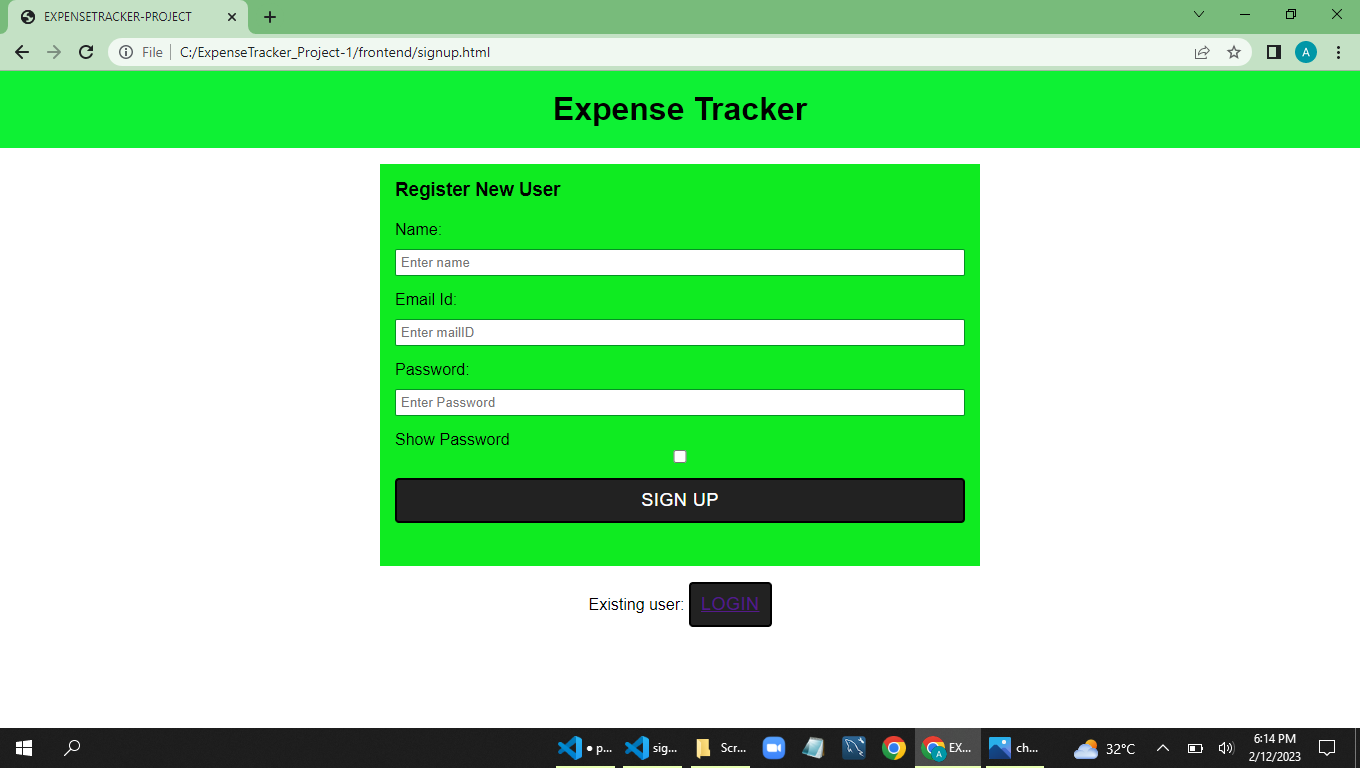 EXPENSETRACKER-PROJECT
File
C:/ExpenseTracker_Project-1/frontend/signup.html
A
Expense Tracker
Register New User
Name:
Enter name
Email Id:
Enter mailID
Password:
Enter Password
Show Password
SIGN UP
Existing user: LOGIN
● p...
sig...
Scr...
A
EX...
ch...
32°C
6:14 PM
2/12/2023